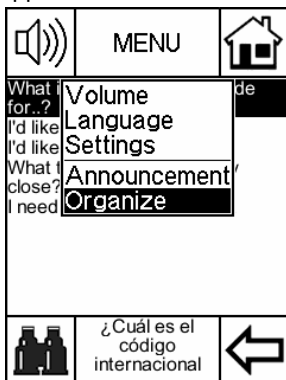 MENU
What i de
for..?
I'd like
I'd like
What t
close?
I need
Volume
Language
Settings
Announcement
Organize
¿Cuál es el
código
internacional